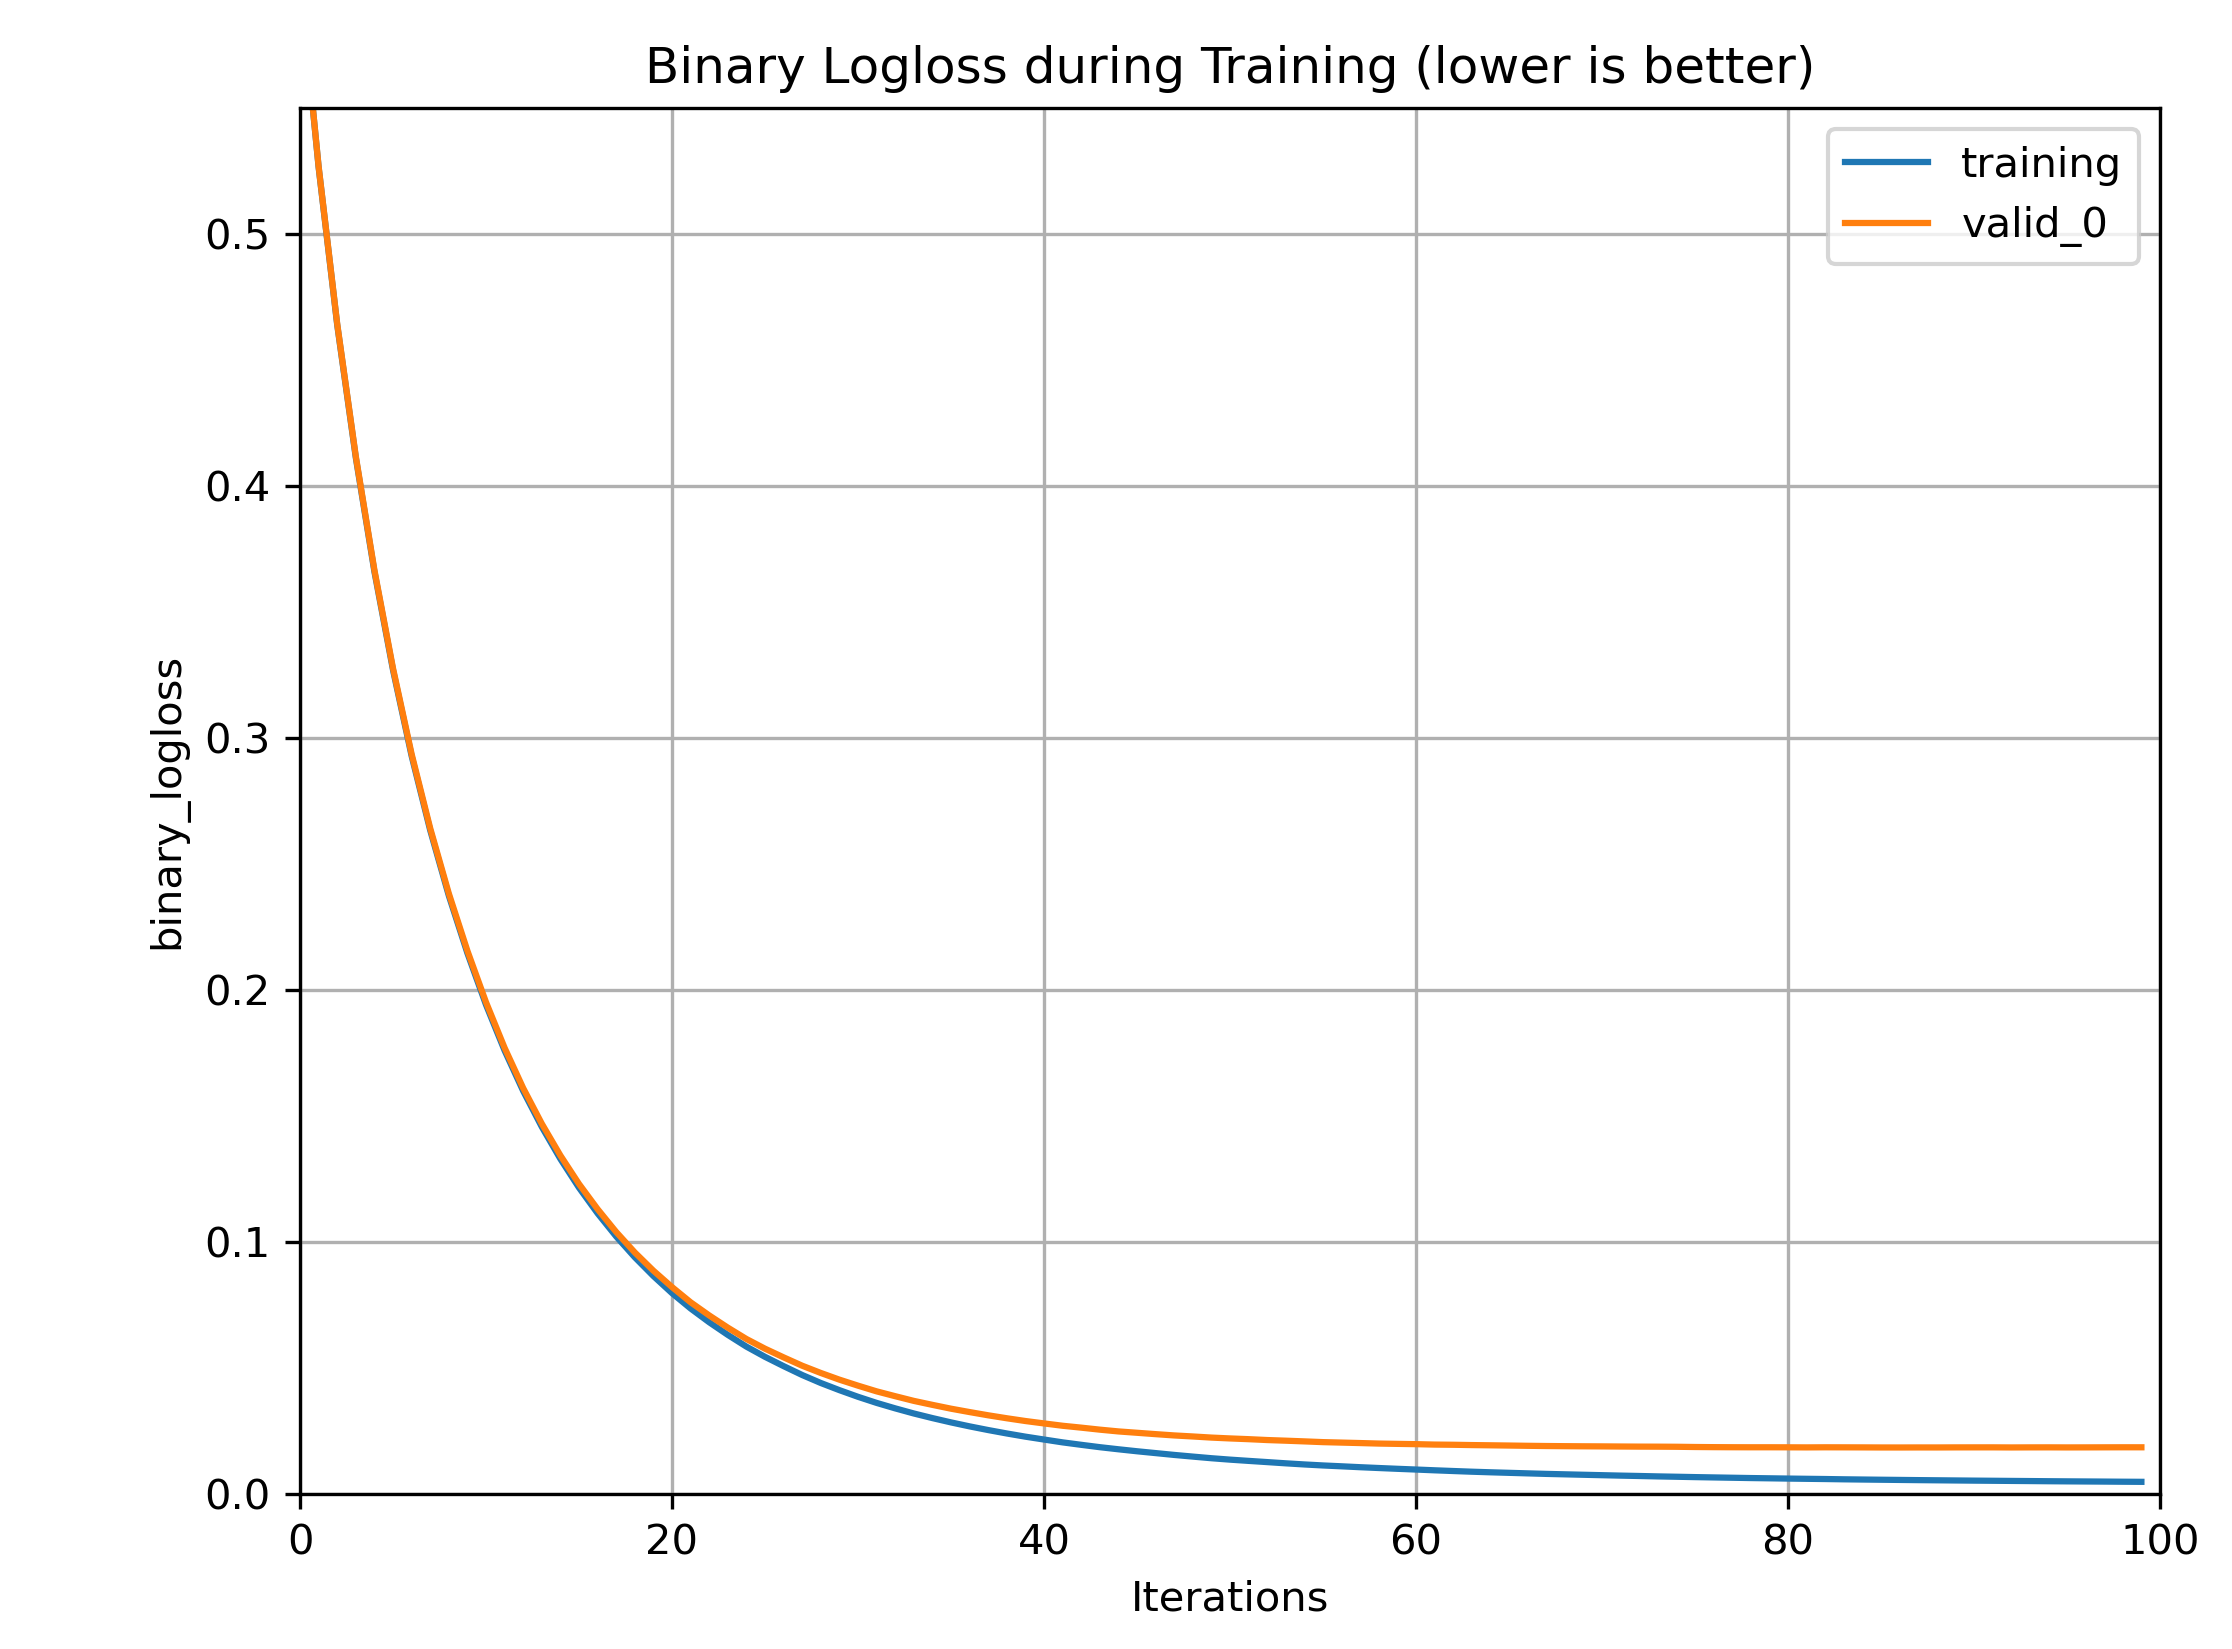 Binary Logloss during Training (lower is better)
training
valid_0
binary_logloss
0.5
0.4
0.3
0.2
0.1
0.0
0 20 40 60 80 100
Iterations